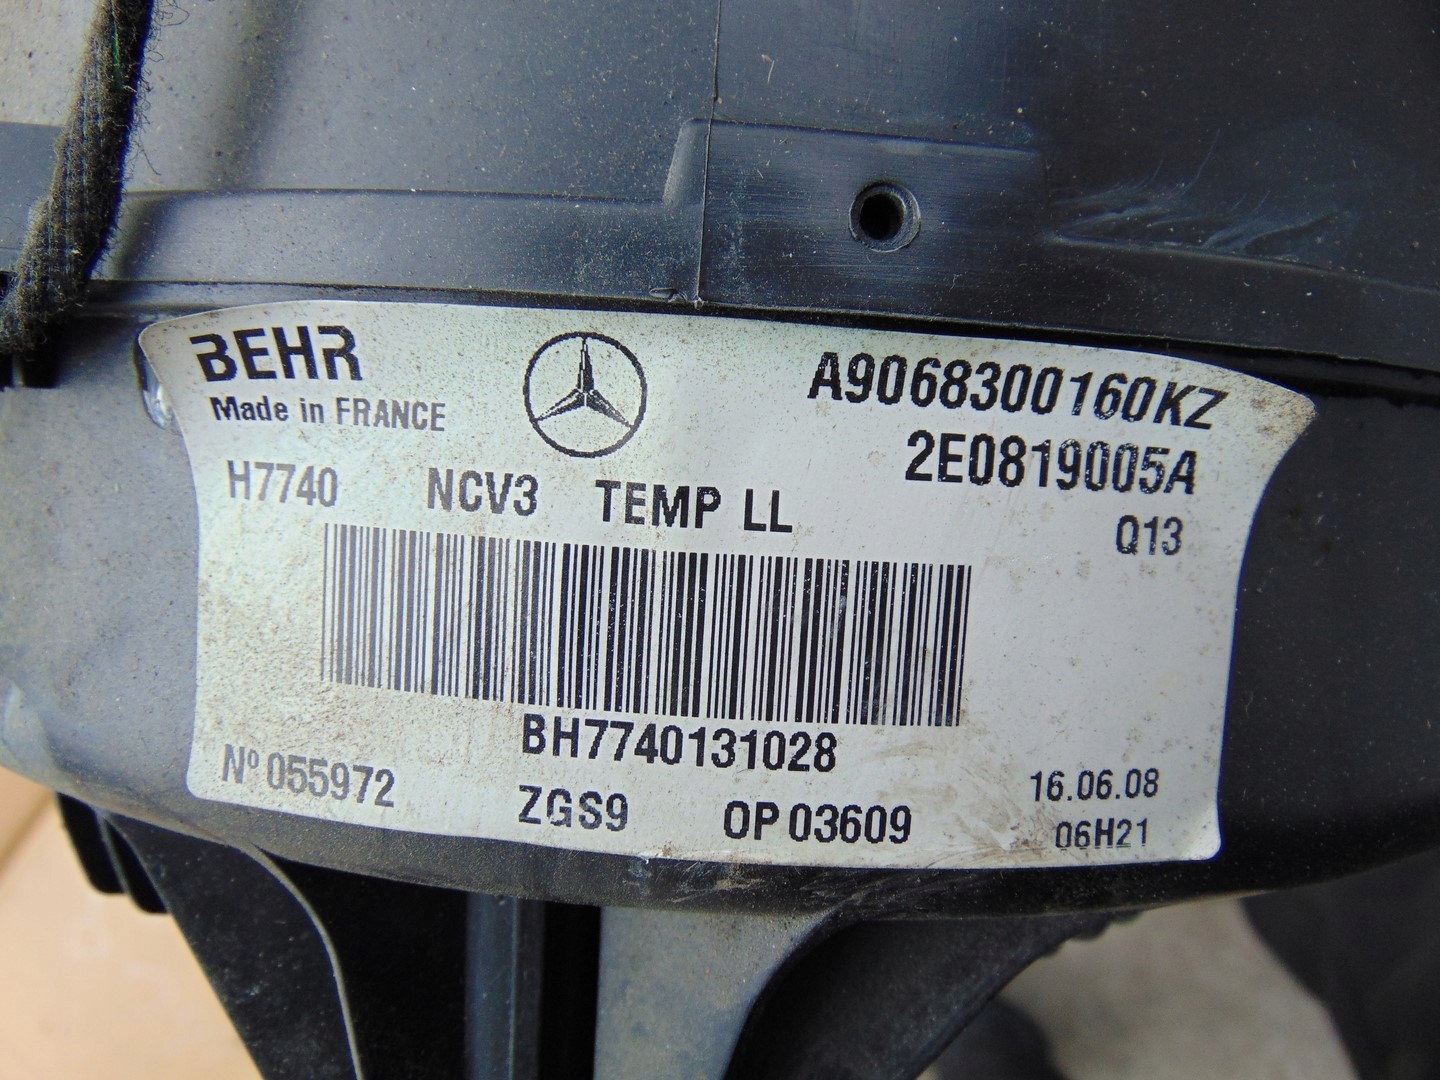 BEHR
Made in FRANCE
A9068300160KZ
2E0819005A
H7740 NCV3 TEMP LL
Q13
BH7740131028
Nº 055972
ZGS9 OP 03609
16.06.08
06H21